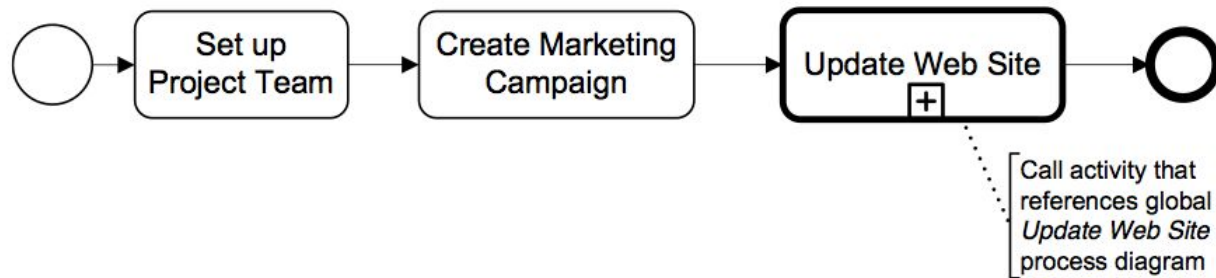 Set up
Project Team
Create Marketing
Campaign
Update Web Site
Call activity that
references global
Update Web Site
process diagram